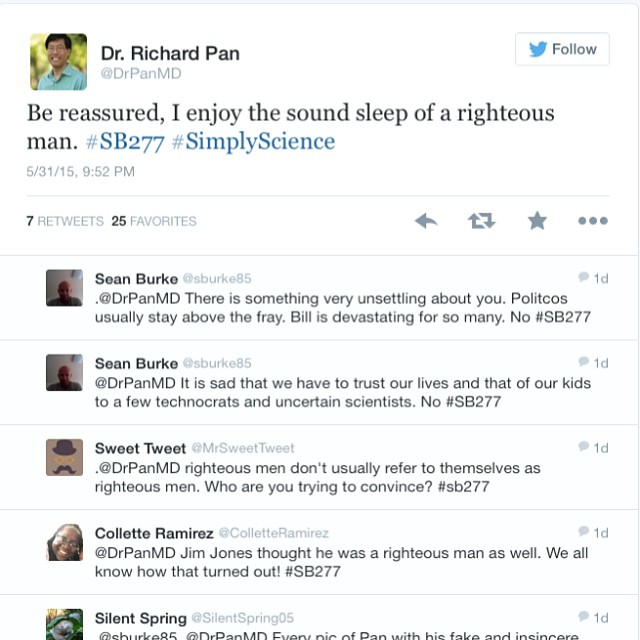 Dr. Richard Pan
@DrPanMD
Follow
Be reassured, I enjoy the sound sleep of a righteous
man. #SB277 #SimplyScience
5/31/15, 9:52 PM
7 RETWEETS 25 FAVORITES
Sean Burke @sburke85 1d
.@DrPanMD There is something very unsettling about you. Politcos
usually stay above the fray. Bill is devastating for so many. No #SB277
Sean Burke @sburke85 1d
@DrPanMD It is sad that we have to trust our lives and that of our kids
to a few technocrats and uncertain scientists. No #SB277
Sweet Tweet @MrSweetTweet 1d
.@DrPanMD righteous men don't usually refer to themselves as
righteous men. Who are you trying to convince? #sb277
Collette Ramirez @ColletteRamirez 1d
@DrPanMD Jim Jones thought he was a righteous man as well. We all
know how that turned out! #SB277
Silent Spring @SilentSpring05 1d
@sburke85 @DrPanMD Every pic of Pan with his fake and insincere